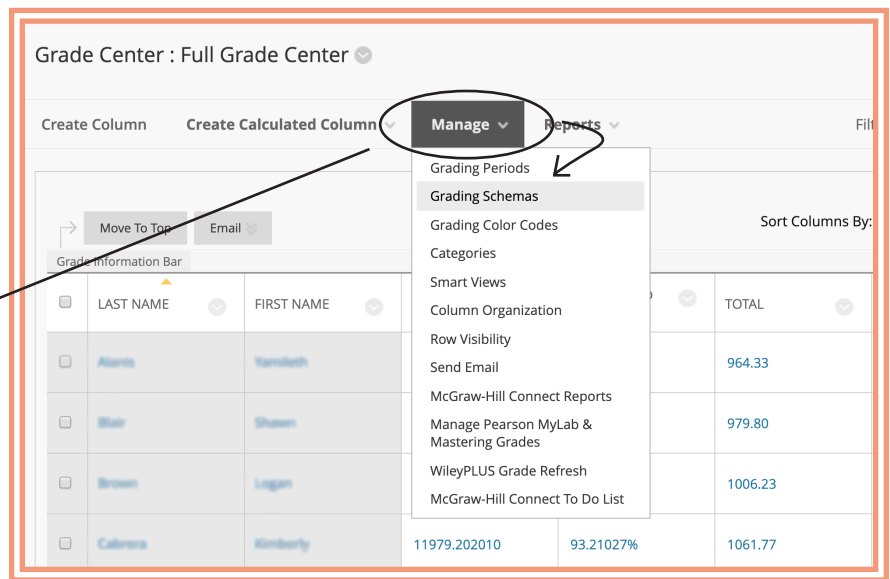 Grade Center : Full Grade Center
Create Column Create Calculated Column Manage Reports Filt
Grading Periods
Grading Schemas
Grading Color Codes
Categories
Smart Views
Column Organization
Row Visibility
Send Email
McGraw-Hill Connect Reports
Manage Pearson MyLab &
Mastering Grades
WileyPLUS Grade Refresh
McGraw-Hill Connect To Do List
Move To Top Email Sort Columns By:
Grade Information Bar
LAST NAME FIRST NAME TOTAL
964.33
979.80
1006.23
11979.202010 93.21027% 1061.77